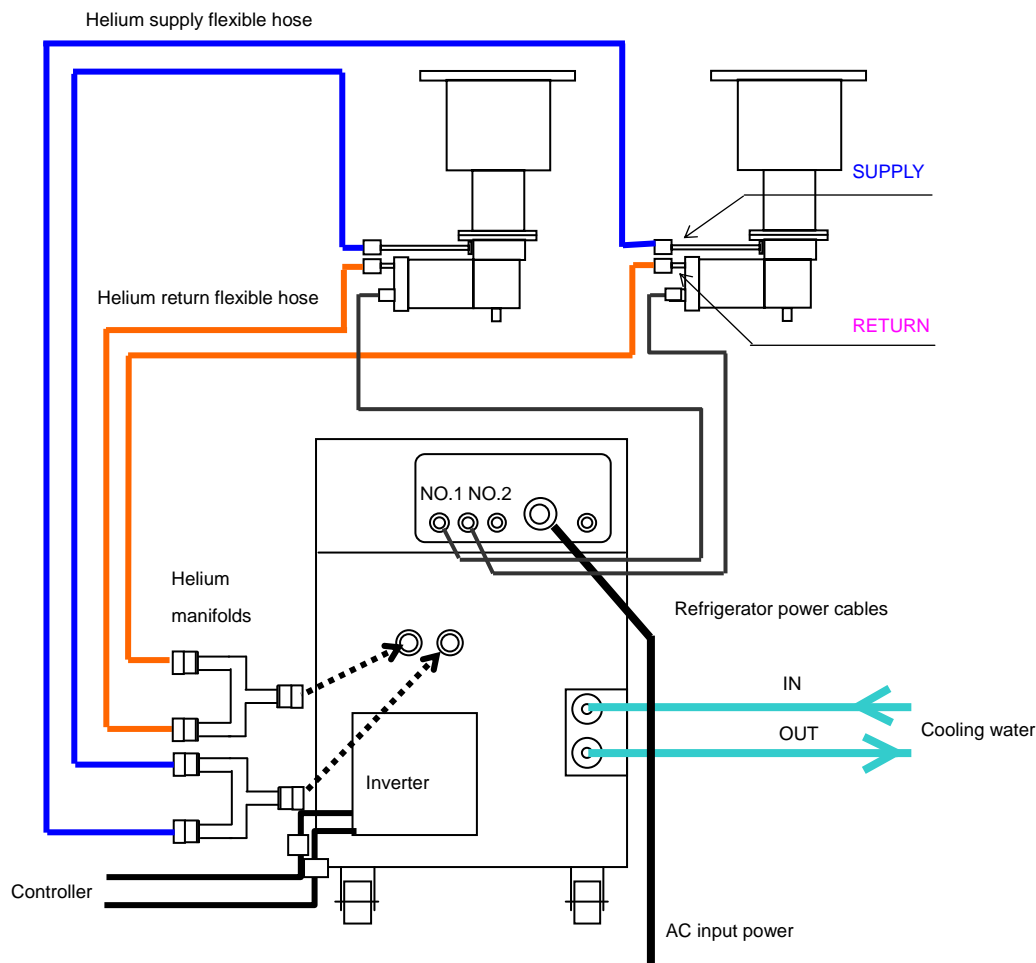 Helium supply flexible hose
SUPPLY
Helium return flexible hose
RETURN
NO.1 NO.2
Helium
manifolds
Refrigerator power cables
IN
OUT
Cooling water
Inverter
Controller
AC input power